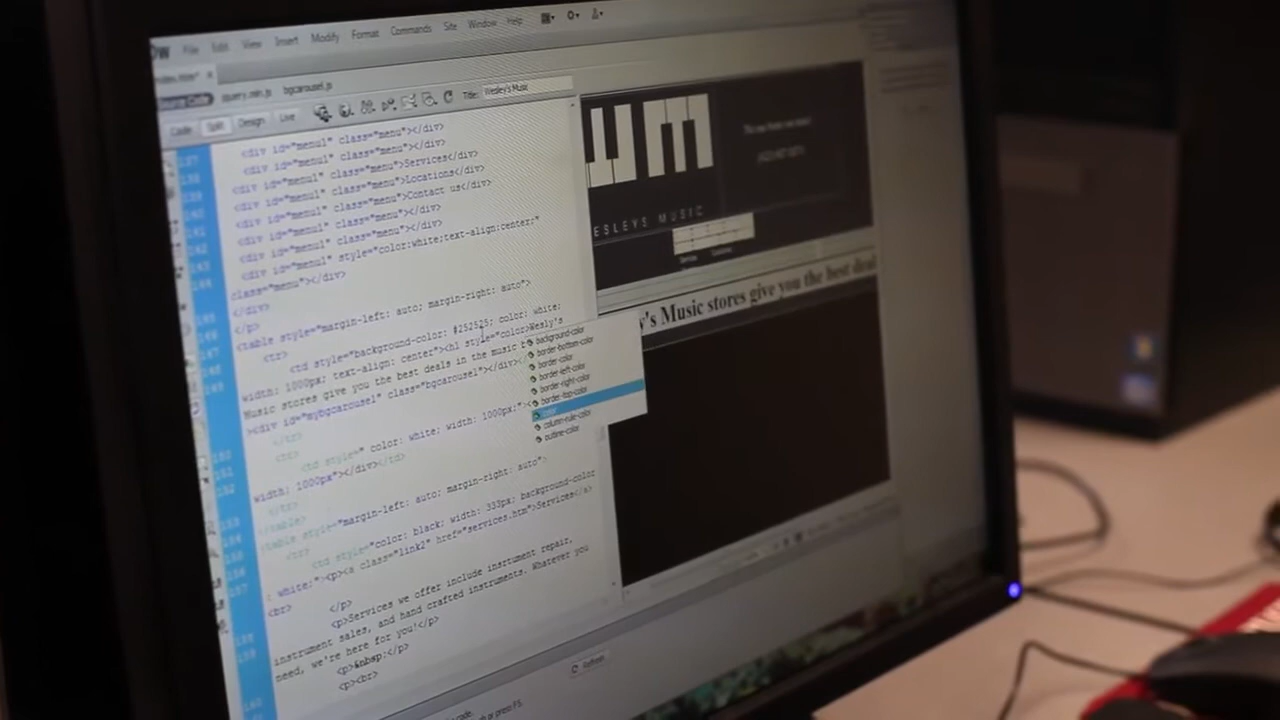 File Edit View Insert Modify Format Commands Site Window Help
Source Code jquery.min.js bgcarousel.js
Code Split Design Live Title: Wesley's Music
<div id="menu1" class="menu"></div>
<div id="menu1" class="menu"></div>
<div id="menu1" class="menu">Services</div>
<div id="menu1" class="menu">Locations</div>
<div id="menu1" class="menu">Contact us</div>
<div id="menu1" class="menu"></div>
<div id="menu1" class="menu"></div>
<div id="menu1" style="color:white;text-align:center;"
class="menu"></div>
</div>
</p>
<table style="margin-left: auto; margin-right: auto">
<tr>
<td style="background-color: #252525; color: white;
width: 1000px; text-align: center"><h1 style="color>Wesly's
Music stores give you the best deals in the music
><div id="mybgcarousel" class="bgcarousel"></div>
</tr>
<tr>
<td style=" color: white; width: 1000px;"><
width: 1000px"></div></td>
</tr>
</table>
<table style="margin-left: auto; margin-right: auto">
<tr>
<td style="color: black; width: 333px; background-color
: white;"><p><a class="link2" href="services.htm">Services</a>
<br> </p>
<p>Services we offer include instrument repair,
instrument sales, and hand crafted instruments. Whatever you
need, we're here for you!</p>
<p>&nbsp;</p>
<p><br>
background-color
border-bottom-color
border-color
border-left-color
border-right-color
border-top-color
color
column-rule-color
outline-color
ESLEYS MUSIC
y's Music stores give you the best deal
Refresh